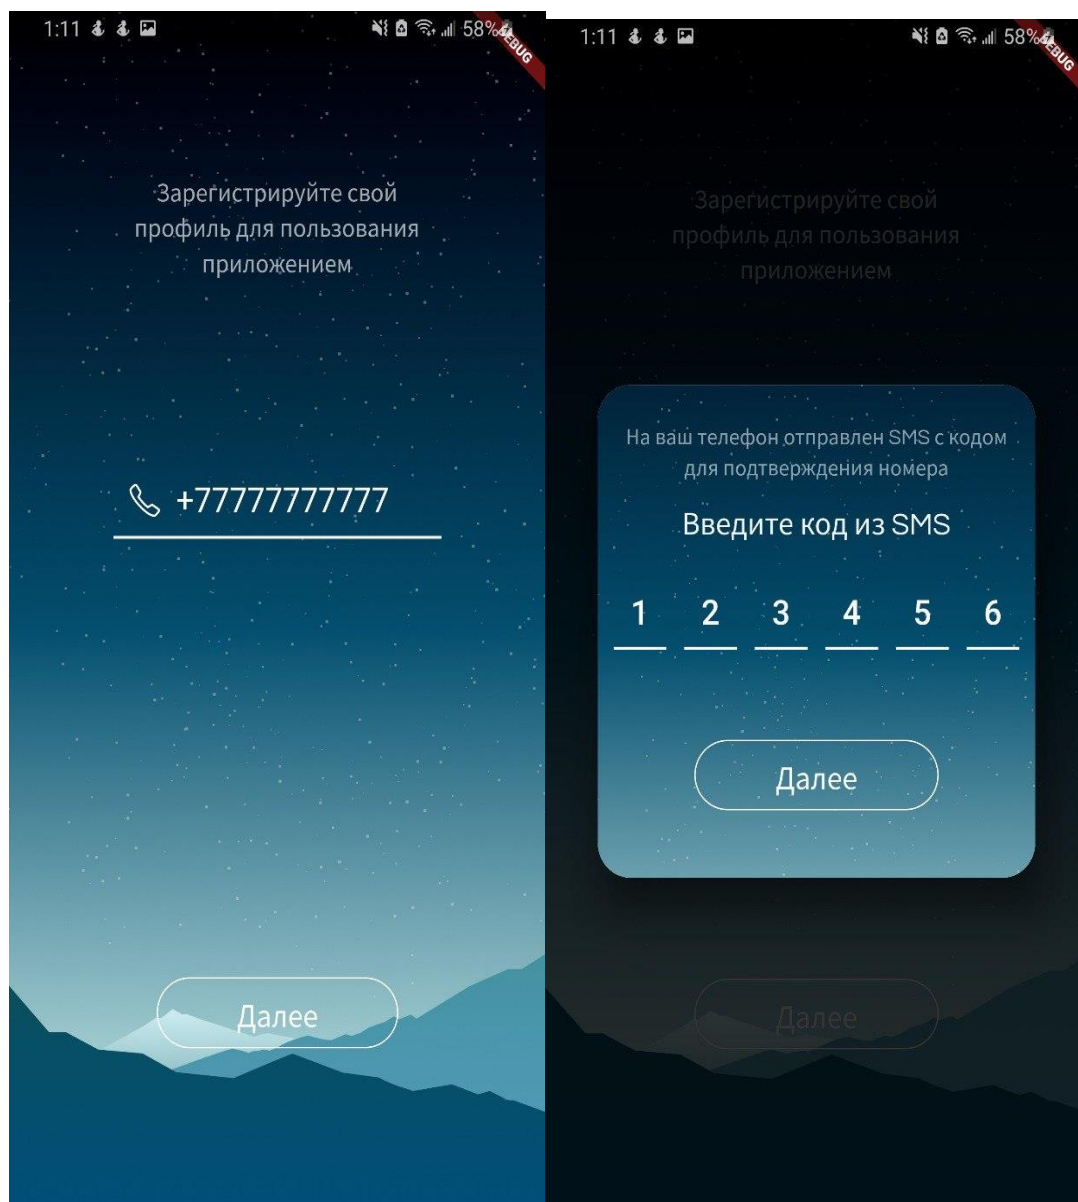 1:11 58%
DEBUG
Зарегистрируйте свой
профиль для пользования
приложением
+77777777777
Далее
1:11 58%
DEBUG
Зарегистрируйте свой
профиль для пользования
приложением
На ваш телефон отправлен SMS с кодом
для подтверждения номера
Введите код из SMS
1 2 3 4 5 6
Далее
Далее